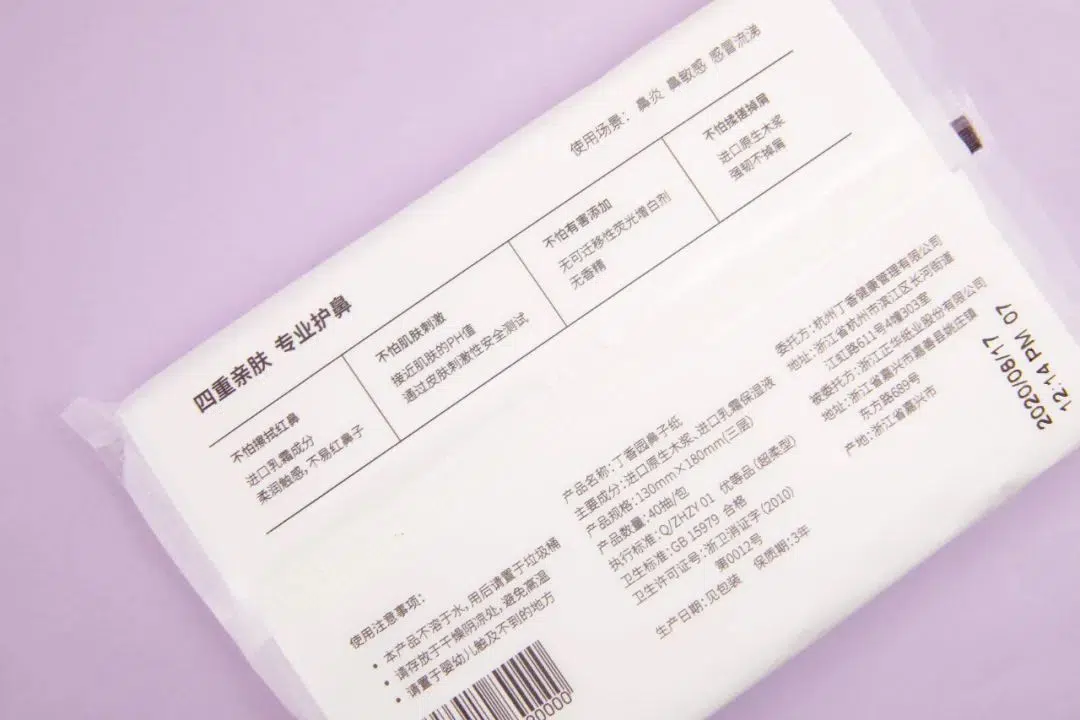 使用场景：鼻炎 鼻敏感 感冒流涕
四重亲肤 专业护鼻
不怕擦拭红鼻
进口乳霜成分
柔润触感，不易红鼻子
不怕肌肤刺激
接近肌肤的PH值
通过皮肤刺激性安全测试
不怕有害添加
无可迁移性荧光增白剂
无香精
不怕揉搓掉屑
进口原生木浆
强韧不掉屑
使用注意事项：
• 本产品不溶于水，用后请置于垃圾桶
• 请存放于干燥阴凉处，避免高温
• 请置于婴幼儿触及不到的地方
产品名称：丁香园鼻子纸
主要成分：进口原生木浆、进口乳霜保湿液
产品规格：130mm×180mm（三层）
产品数量：40抽/包
执行标准：Q/ZHZY 01 优等品（超柔型）
卫生标准：GB 15979 合格
卫生许可证号：浙卫消证字（2010）
第0012号
生产日期：见包装 保质期：3年
委托方：杭州丁香健康管理有限公司
地址：浙江省杭州市滨江区长河街道
江虹路611号4幢303室
被委托方：浙江正华纸业股份有限公司
地址：浙江省嘉兴市嘉善县姚庄镇
东方路689号
产地：浙江省嘉兴市
2020/08/17 07
12:14 PM